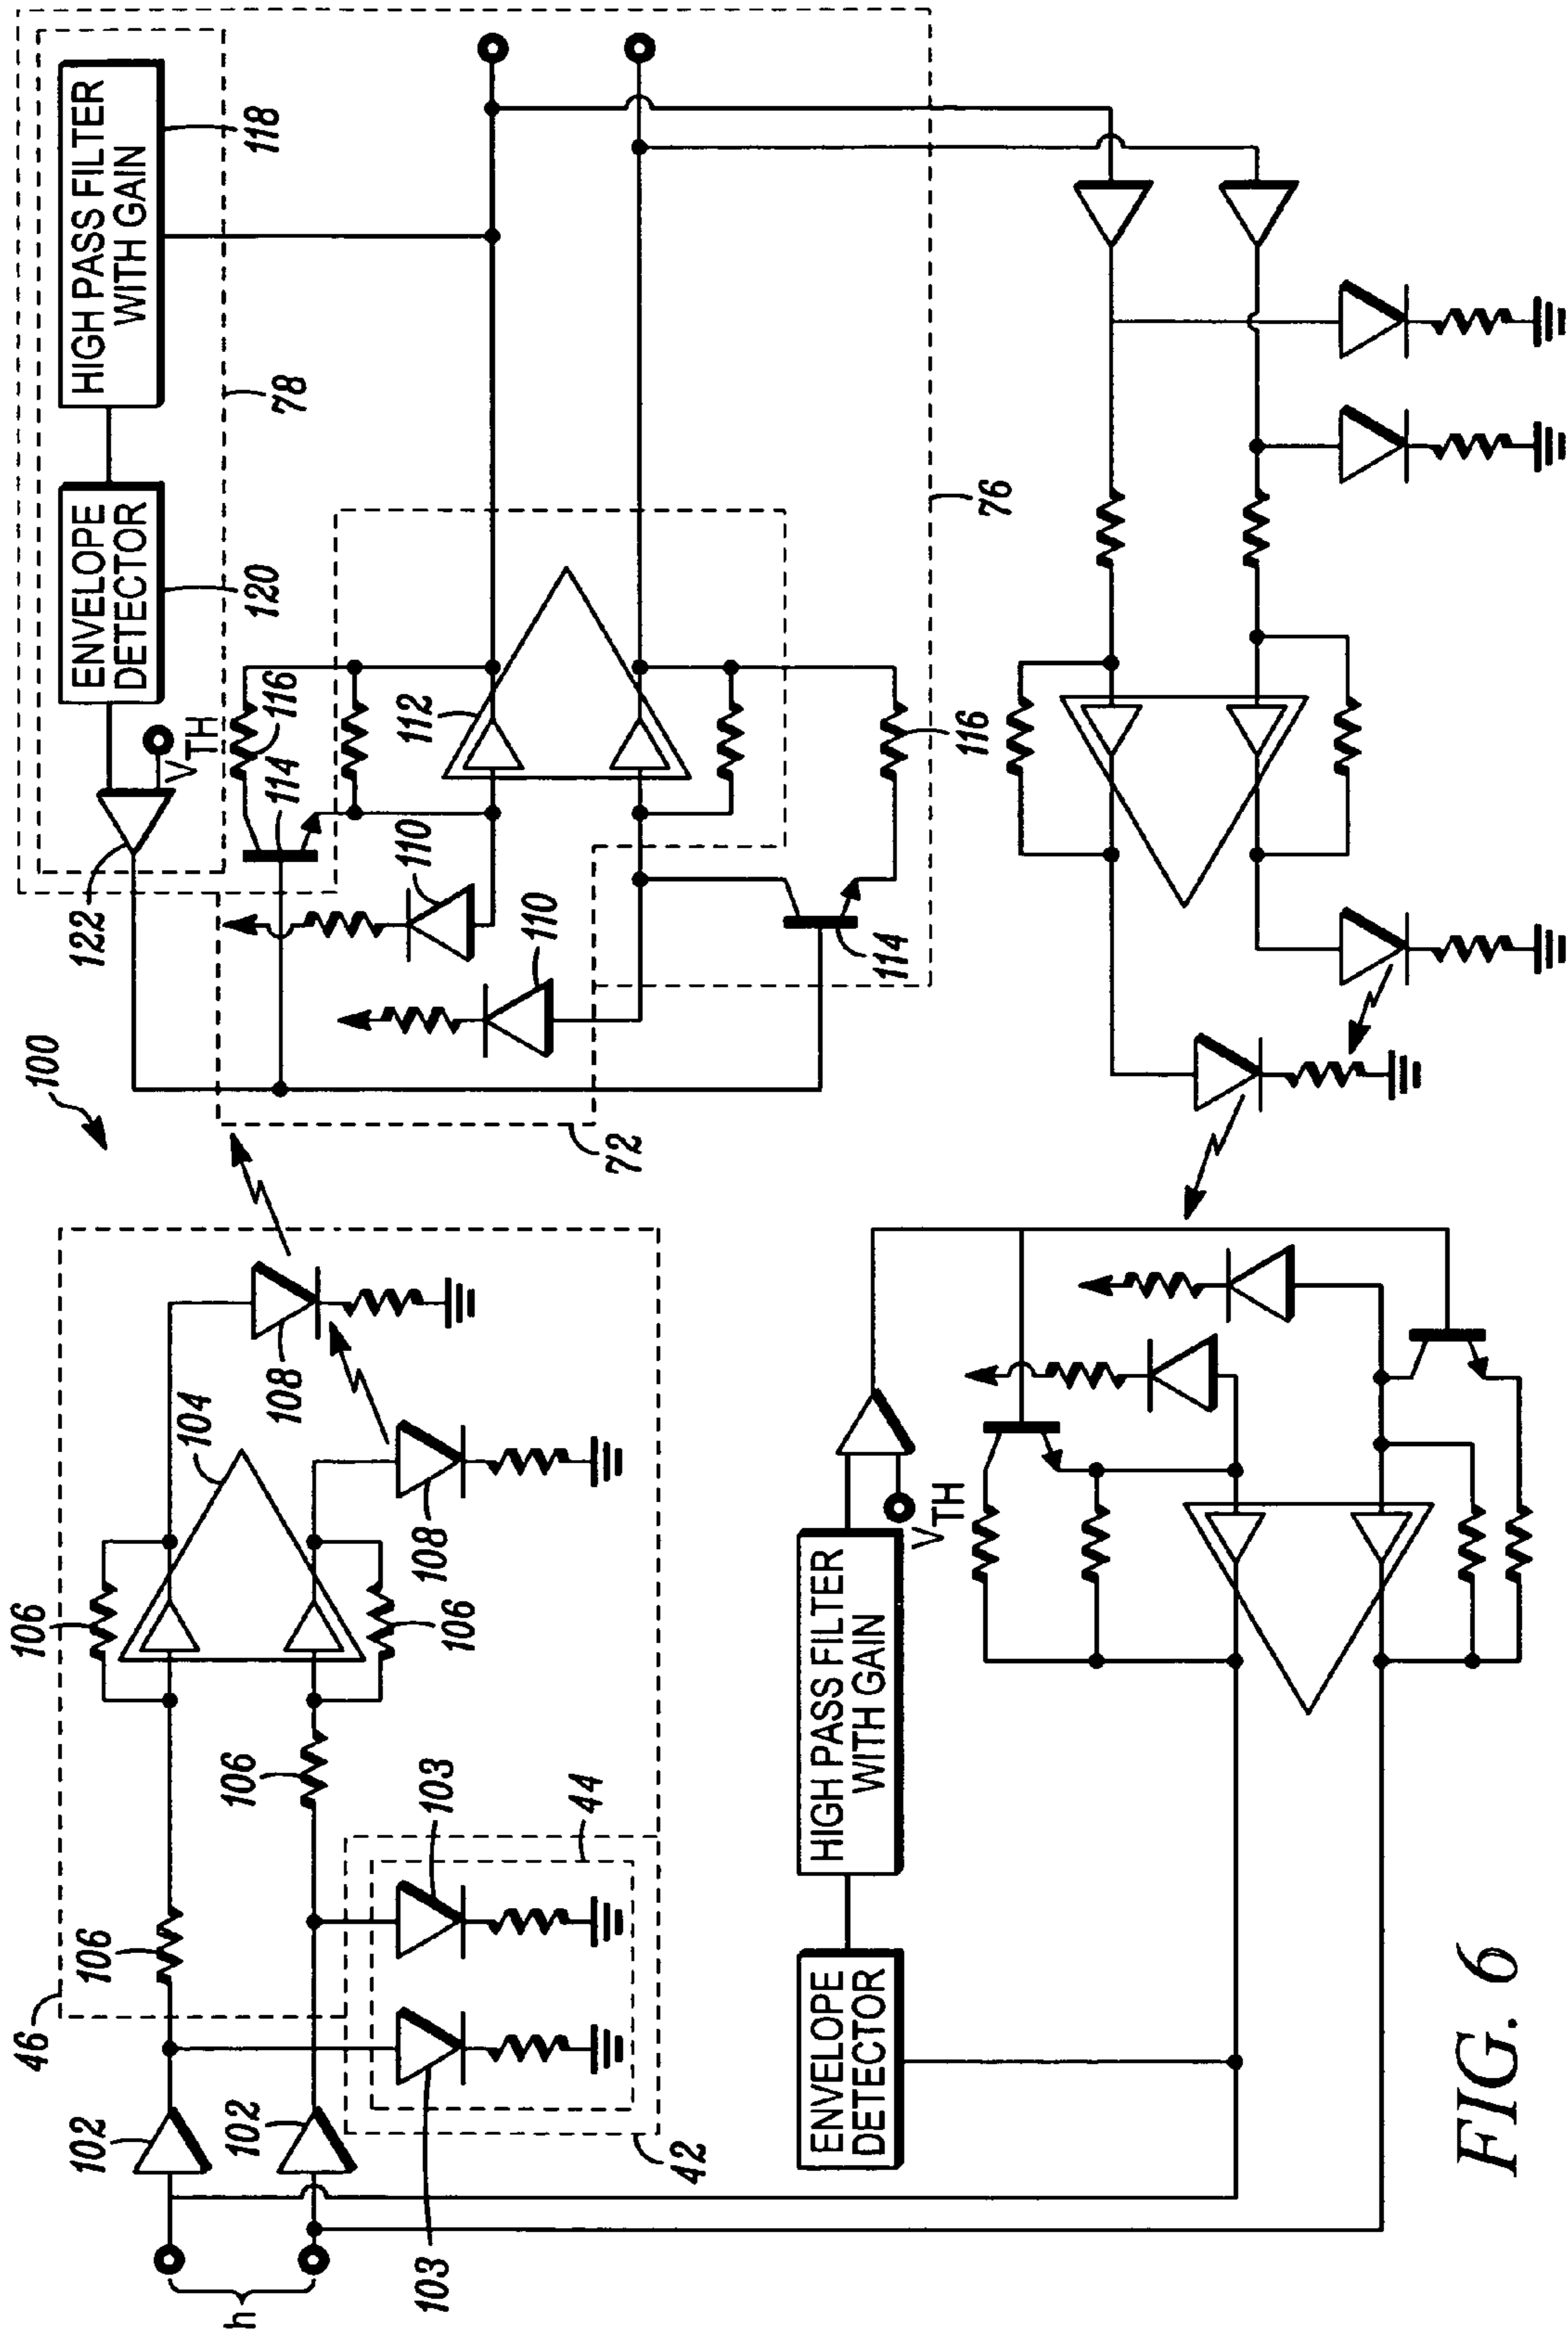 100
46
106
106
104
108
108
106
106
102
102
103
103
44
42
h
HIGH PASS FILTER
WITH GAIN
118
ENVELOPE
DETECTOR
120
78
122
VTH
116
114
112
110
110
114
116
76
72
ENVELOPE
DETECTOR
HIGH PASS FILTER
WITH GAIN
VTH
FIG. 6